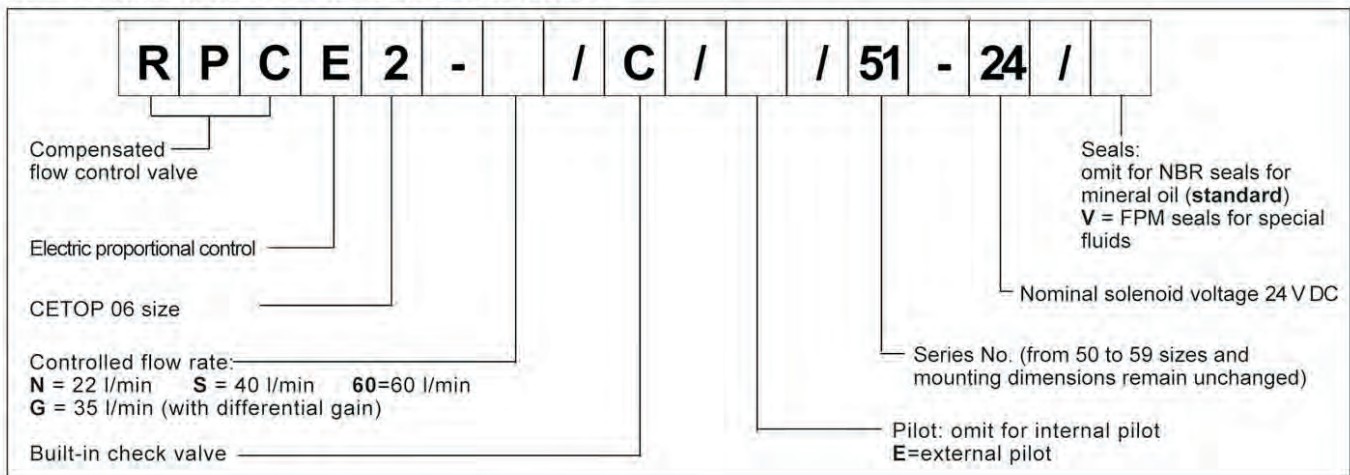 R P C E 2 - / C / / 51 - 24 /
Compensated
flow control valve
Electric proportional control
CETOP 06 size
Controlled flow rate:
N = 22 l/min S = 40 l/min 60=60 l/min
G = 35 l/min (with differential gain)
Built-in check valve
Seals:
omit for NBR seals for
mineral oil (standard)
V = FPM seals for special
fluids
Nominal solenoid voltage 24 V DC
Series No. (from 50 to 59 sizes and
mounting dimensions remain unchanged)
Pilot: omit for internal pilot
E=external pilot